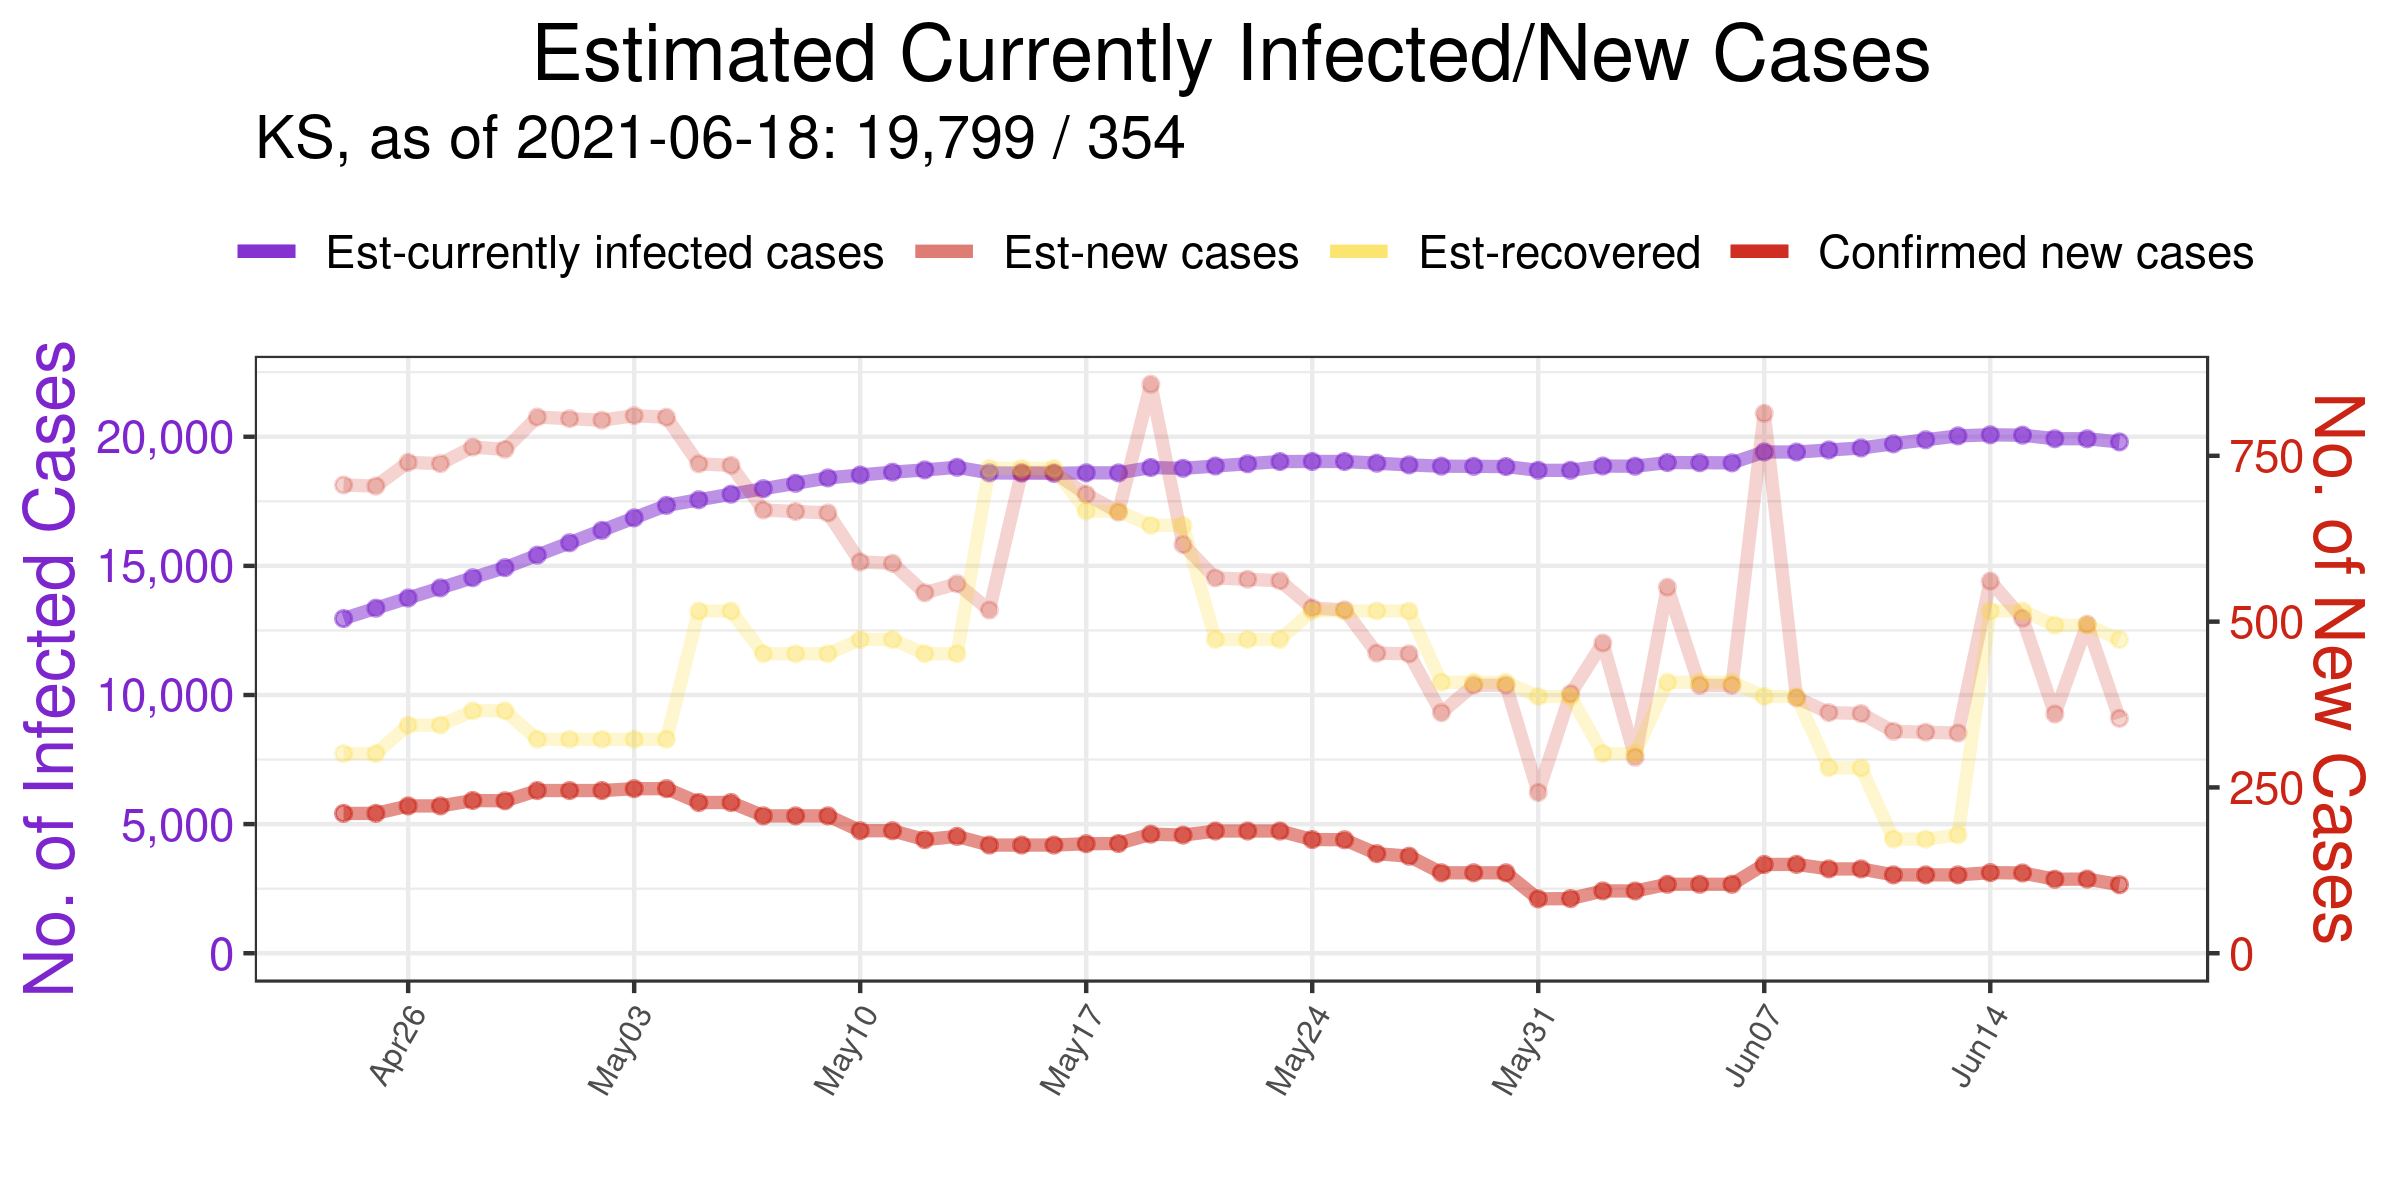 Estimated Currently Infected/New Cases
KS, as of 2021-06-18: 19,799 / 354
Est-currently infected cases Est-new cases Est-recovered Confirmed new cases
No. of Infected Cases
20,000
15,000
10,000
5,000
0
750
500
250
0
No. of New Cases
Apr26 May03 May10 May17 May24 May31 Jun07 Jun14